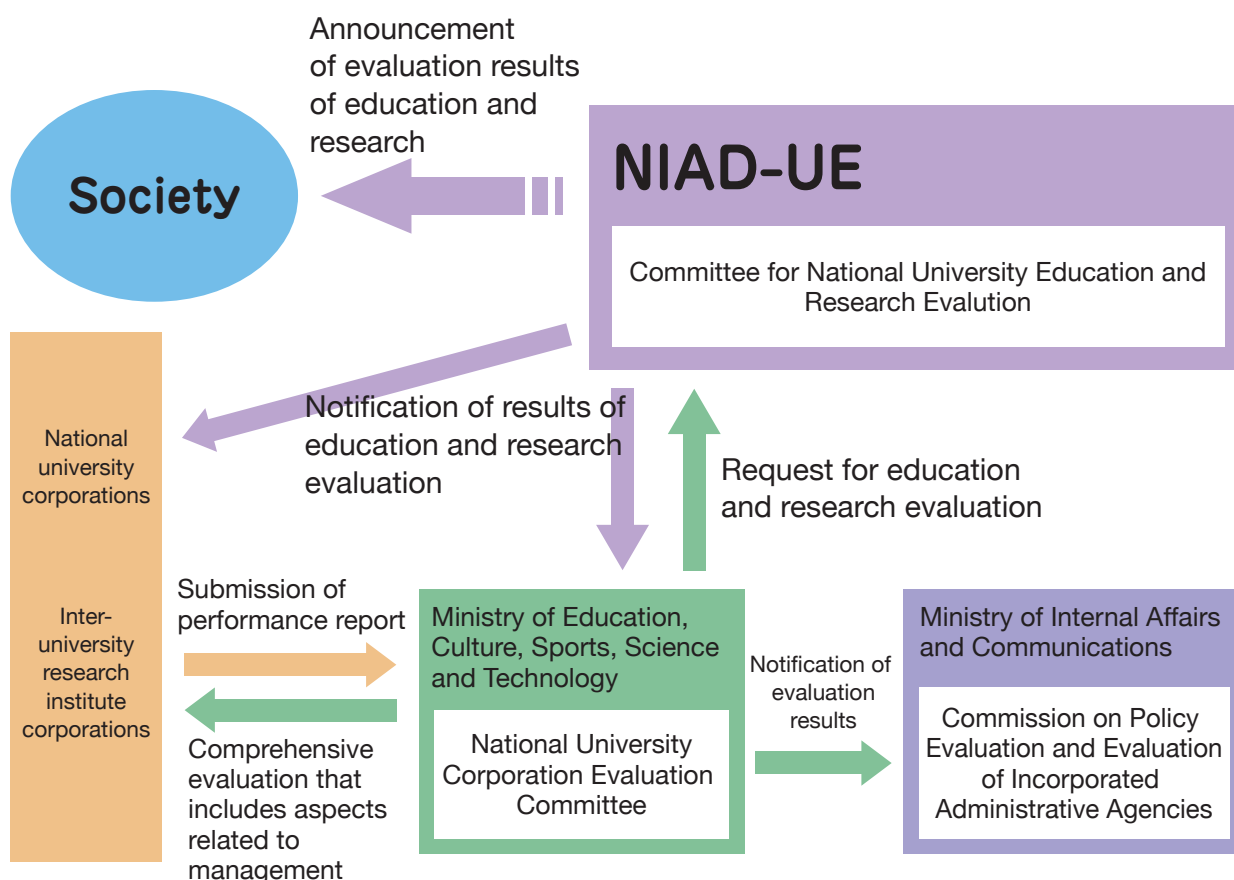 Announcement
of evaluation results
of education and
research
Society
NIAD-UE
Committee for National University Education and
Research Evalution
National
university
corporations
Inter-
university
research
institute
corporations
Notification of results of
education and research
evaluation
Request for education
and research evaluation
Submission of
performance report
Comprehensive
evaluation that
includes aspects
related to
management
Ministry of Education,
Culture, Sports, Science
and Technology
National University
Corporation Evaluation
Committee
Notification of
evaluation
results
Ministry of Internal Affairs
and Communications
Commission on Policy
Evaluation and Evaluation
of Incorporated
Administrative Agencies